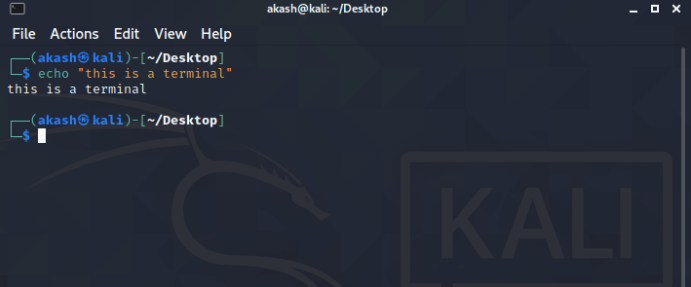 akash@kali: ~/Desktop
File Actions Edit View Help
┌──(akash㉿kali)-[~/Desktop]
└─$ echo "this is a terminal"
this is a terminal
┌──(akash㉿kali)-[~/Desktop]
└─$
KALI